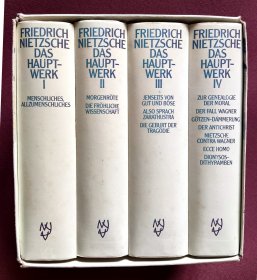 FRIEDRICH
NIETZSCHE
DAS
HAUPT-
WERK
I
MENSCHLICHES,
ALLZUMENSCHLICHES
FRIEDRICH
NIETZSCHE
DAS
HAUPT-
WERK
II
MORGENRÖTE
DIE FRÖHLICHE
WISSENSCHAFT
FRIEDRICH
NIETZSCHE
DAS
HAUPT-
WERK
III
JENSEITS VON
GUT UND BÖSE
ALSO SPRACH
ZARATHUSTRA
DIE GEBURT DER
TRAGÖDIE
FRIEDRICH
NIETZSCHE
DAS
HAUPT-
WERK
IV
ZUR GENEALOGIE
DER MORAL
DER FALL WAGNER
GÖTZEN-DÄMMERUNG
DER ANTICHRIST
NIETZSCHE
CONTRA WAGNER
ECCE HOMO
DIONYSOS-
DITHYRAMBEN